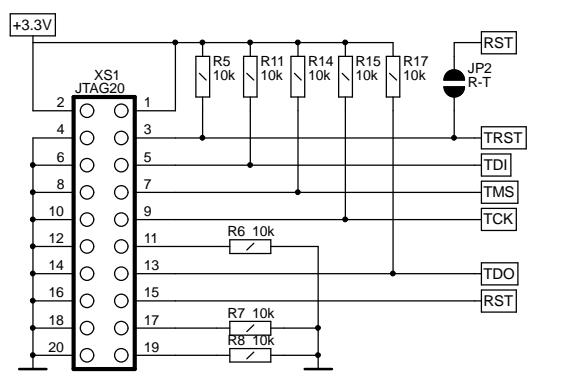 +3.3V
RST
R5 10k
R11 10k
R14 10k
R15 10k
R17 10k
JP2
R-T
XS1
JTAG20
2 1
4 3 TRST
6 5 TDI
8 7 TMS
10 9 TCK
12 11 R6 10k
14 13 TDO
16 15 RST
18 17 R7 10k
20 19 R8 10k